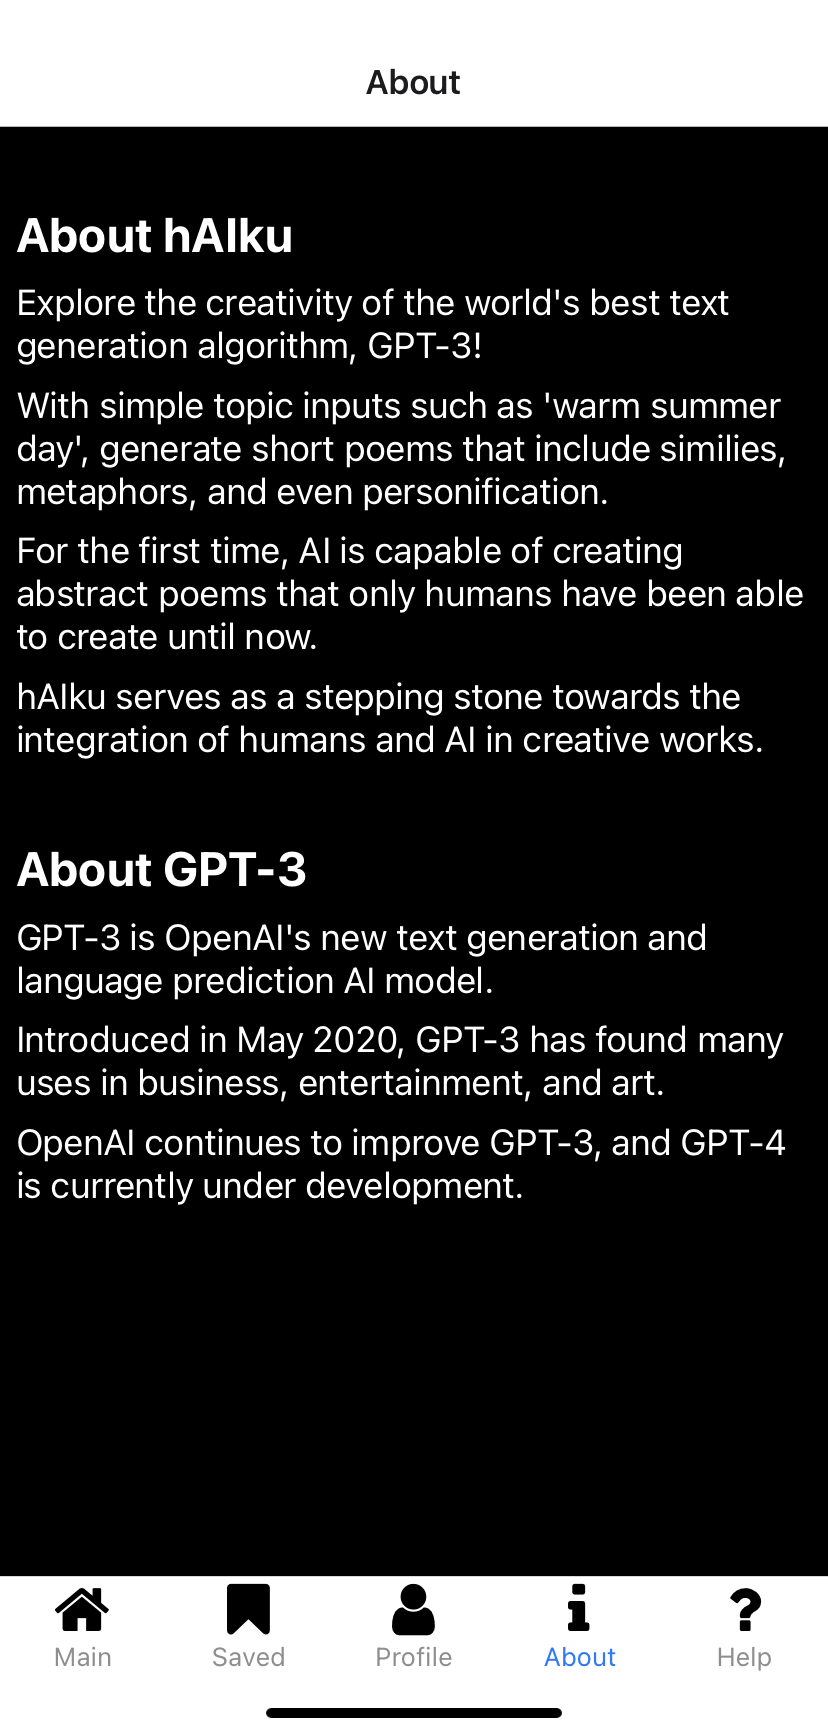 About
About hAIku
Explore the creativity of the world's best text
generation algorithm, GPT-3!
With simple topic inputs such as 'warm summer
day', generate short poems that include similies,
metaphors, and even personification.
For the first time, AI is capable of creating
abstract poems that only humans have been able
to create until now.
hAIku serves as a stepping stone towards the
integration of humans and AI in creative works.
About GPT-3
GPT-3 is OpenAI's new text generation and
language prediction AI model.
Introduced in May 2020, GPT-3 has found many
uses in business, entertainment, and art.
OpenAI continues to improve GPT-3, and GPT-4
is currently under development.
Main Saved Profile About Help